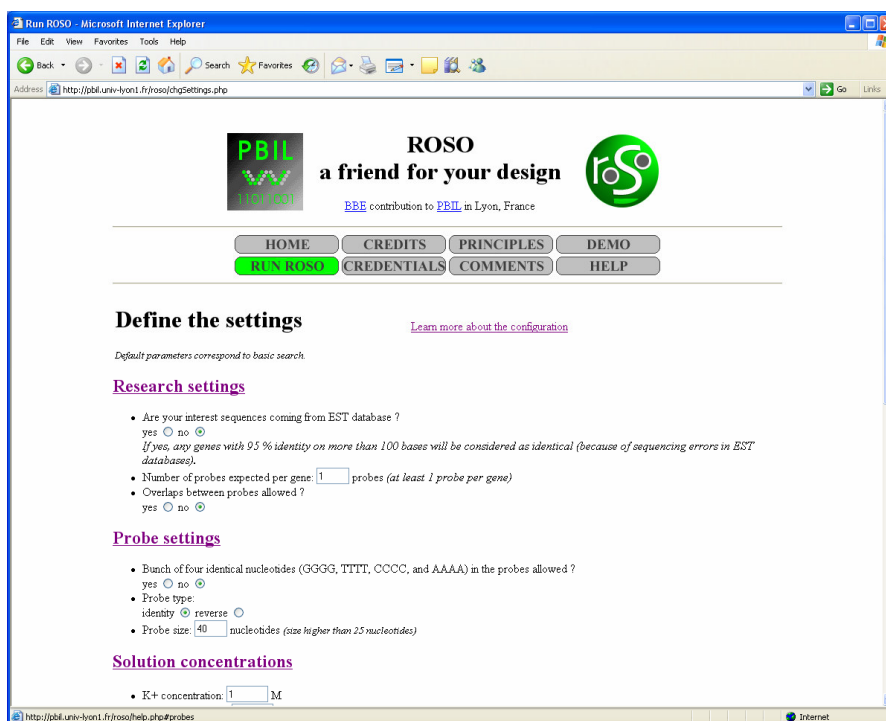 Run ROSO - Microsoft Internet Explorer
File Edit View Favorites Tools Help
Back Search Favorites
Address http://pbil.univ-lyon1.fr/roso/chgSettings.php Go Links
PBIL
11011001
ROSO
a friend for your design
rOSO
BBE contribution to PBIL in Lyon, France
HOME CREDITS PRINCIPLES DEMO
RUN ROSO CREDENTIALS COMMENTS HELP
Define the settings
Learn more about the configuration
Default parameters correspond to basic search.
Research settings
Are your interest sequences coming from EST database ?
yes no
If yes, any genes with 95 % identity on more than 100 bases will be considered as identical (because of sequencing errors in EST
databases).
Number of probes expected per gene: 1 probes (at least 1 probe per gene)
Overlaps between probes allowed ?
yes no
Probe settings
Bunch of four identical nucleotides (GGGG, TTTT, CCCC, and AAAA) in the probes allowed ?
yes no
Probe type:
identity reverse
Probe size: 40 nucleotides (size higher than 25 nucleotides)
Solution concentrations
K+ concentration: 1 M
http://pbil.univ-lyon1.fr/roso/help.php#probes Internet